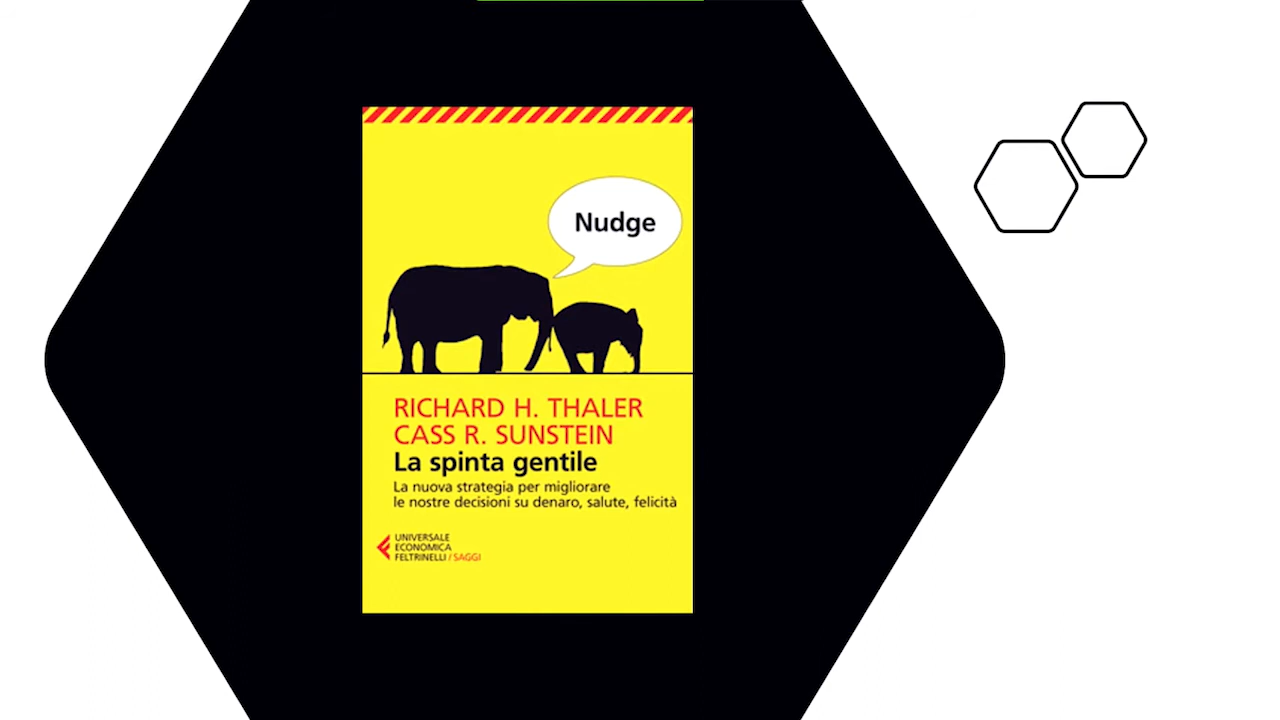 Nudge
RICHARD H. THALER
CASS R. SUNSTEIN
La spinta gentile
La nuova strategia per migliorare
le nostre decisioni su denaro, salute, felicità
UNIVERSALE
ECONOMICA
FELTRINELLI / SAGGI